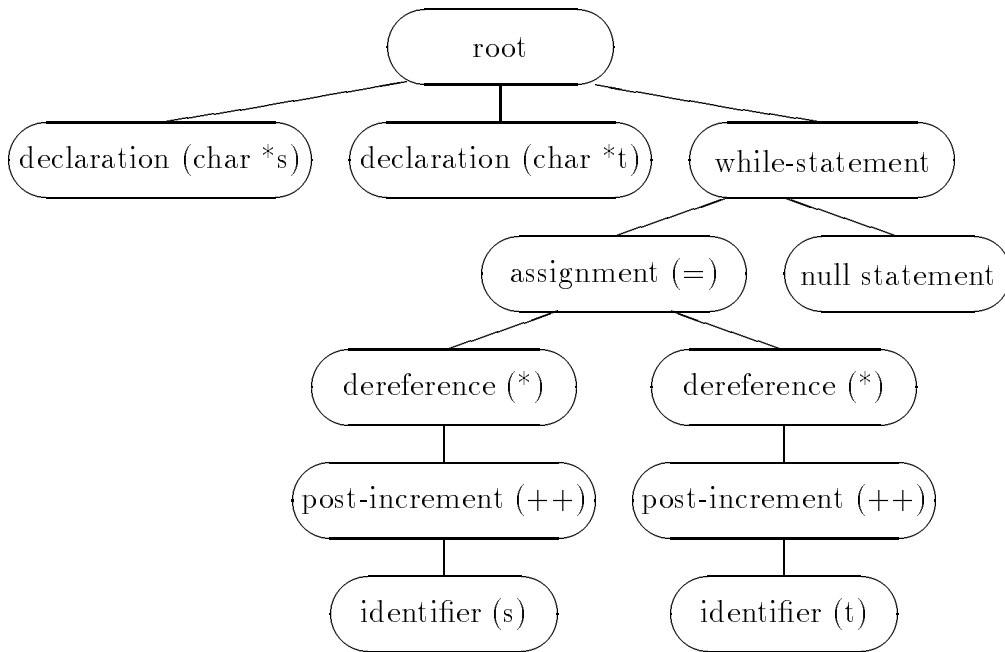 root
declaration (char *s)
declaration (char *t)
while-statement
assignment (=)
null statement
dereference (*)
dereference (*)
post-increment (++)
post-increment (++)
identifier (s)
identifier (t)